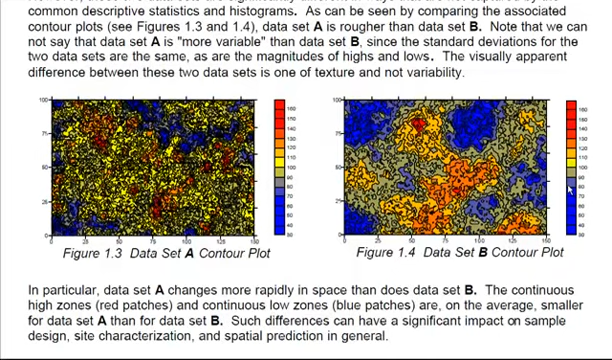 common descriptive statistics and histograms. As can be seen by comparing the associated
contour plots (see Figures 1.3 and 1.4), data set A is rougher than data set B. Note that we can
not say that data set A is "more variable" than data set B, since the standard deviations for the
two data sets are the same, as are the magnitudes of highs and lows. The visually apparent
difference between these two data sets is one of texture and not variability.
Figure 1.3 Data Set A Contour Plot
Figure 1.4 Data Set B Contour Plot
In particular, data set A changes more rapidly in space than does data set B. The continuous
high zones (red patches) and continuous low zones (blue patches) are, on the average, smaller
for data set A than for data set B. Such differences can have a significant impact on sample
design, site characterization, and spatial prediction in general.